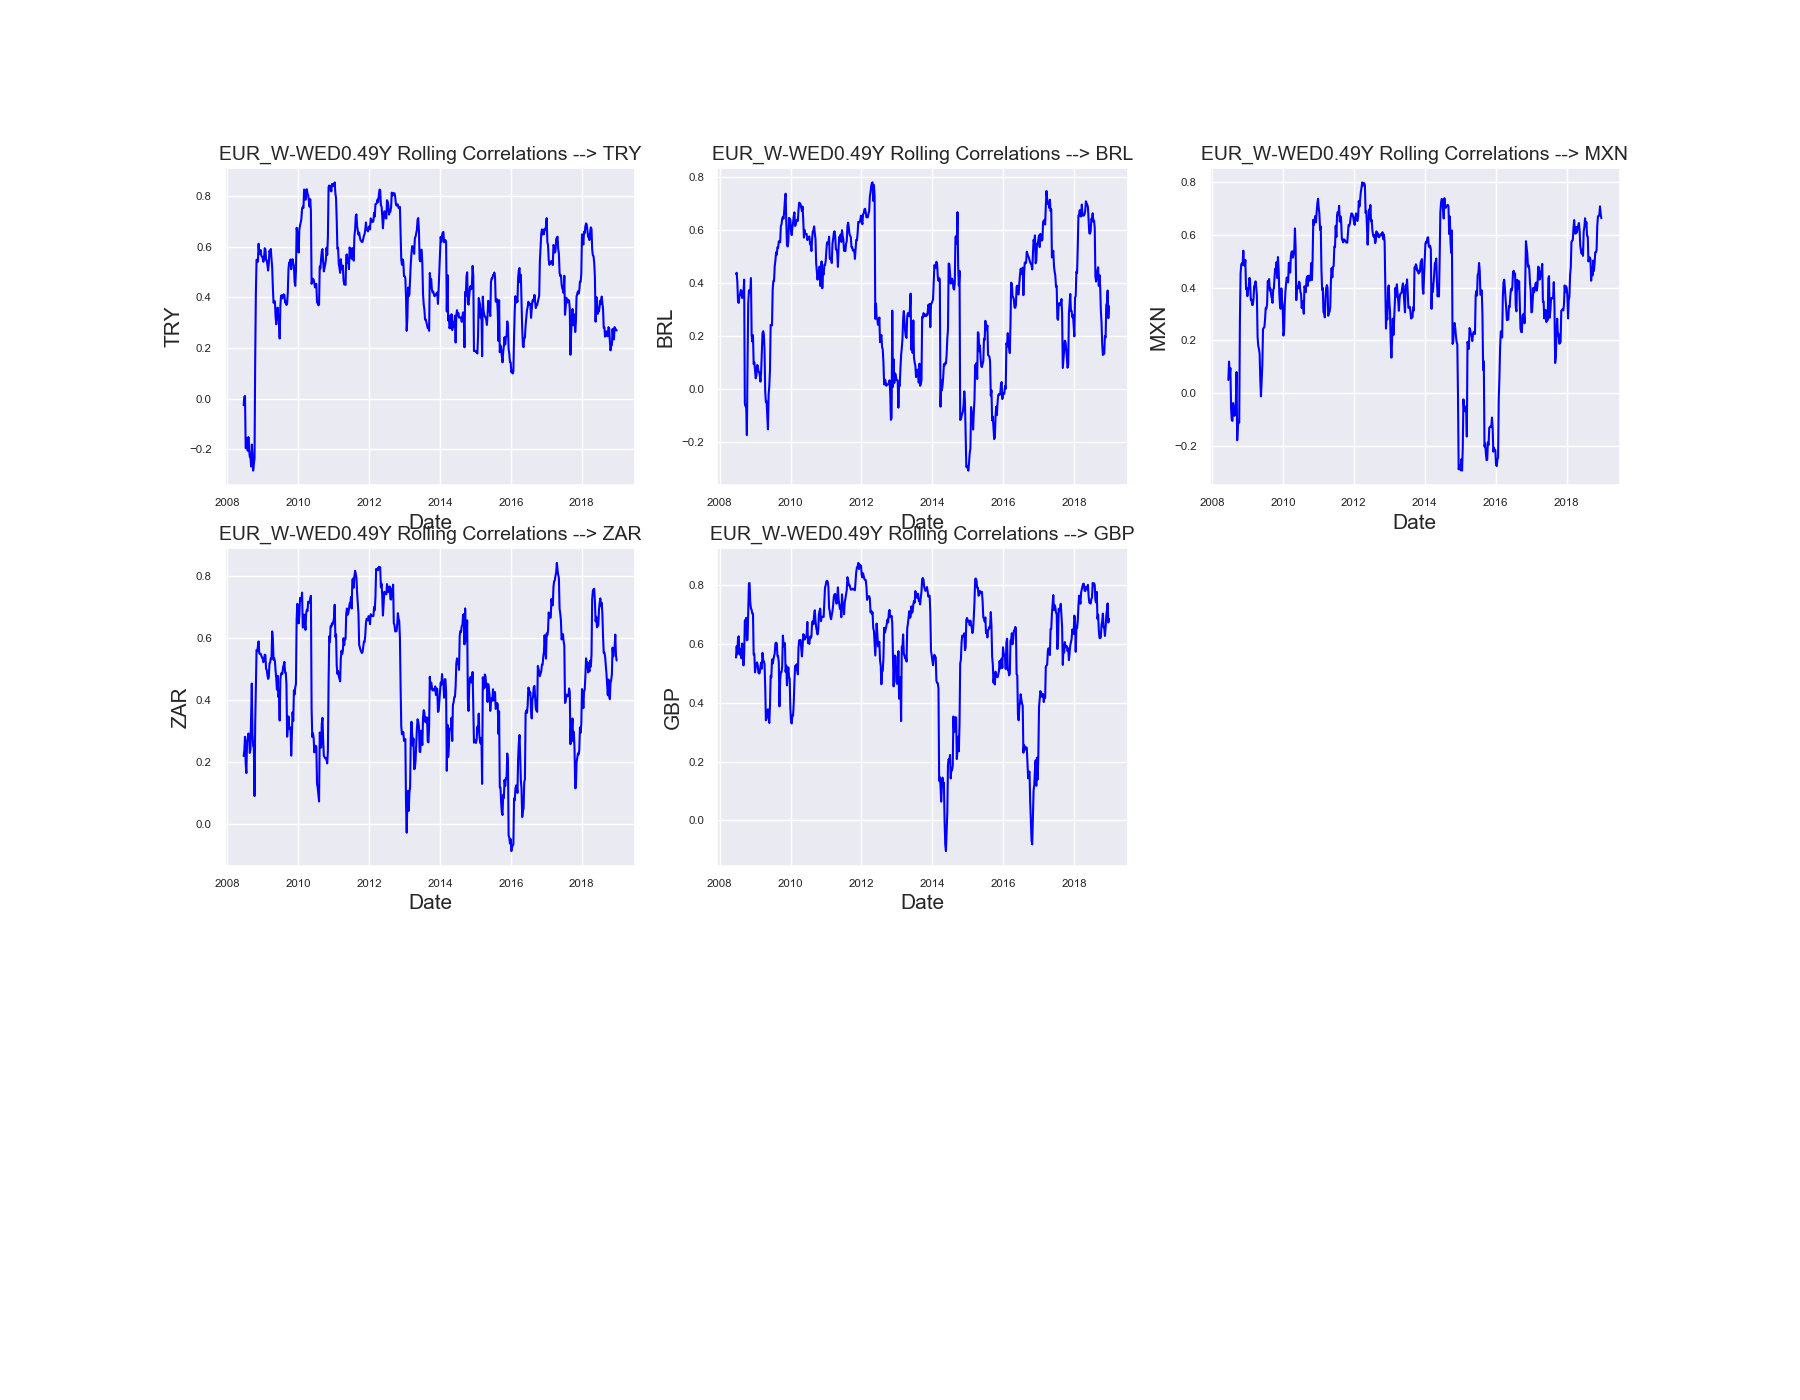 EUR_W-WED0.49Y Rolling Correlations --> TRY
0.8
0.6
0.4
0.2
0.0
−0.2
TRY
2008 2010 2012 2014 2016 2018
Date
EUR_W-WED0.49Y Rolling Correlations --> BRL
0.8
0.6
0.4
0.2
0.0
−0.2
BRL
2008 2010 2012 2014 2016 2018
Date
EUR_W-WED0.49Y Rolling Correlations --> MXN
0.8
0.6
0.4
0.2
0.0
−0.2
MXN
2008 2010 2012 2014 2016 2018
Date
EUR_W-WED0.49Y Rolling Correlations --> ZAR
0.8
0.6
0.4
0.2
0.0
ZAR
2008 2010 2012 2014 2016 2018
Date
EUR_W-WED0.49Y Rolling Correlations --> GBP
0.8
0.6
0.4
0.2
0.0
GBP
2008 2010 2012 2014 2016 2018
Date